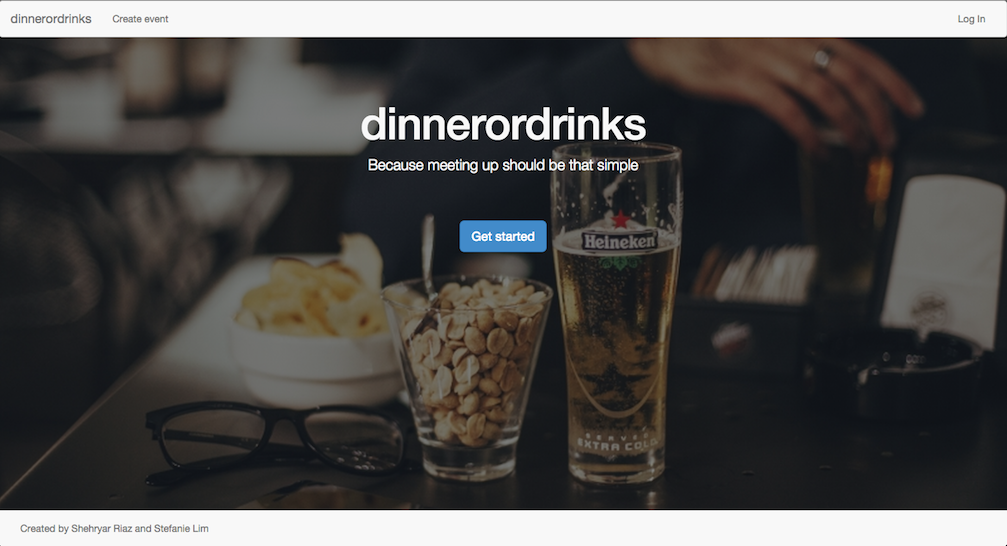 dinnerordrinks Create event Log In
dinnerordrinks
Because meeting up should be that simple
Get started
Heineken
SERVED
EXTRA COLD
Created by Shehryar Riaz and Stefanie Lim